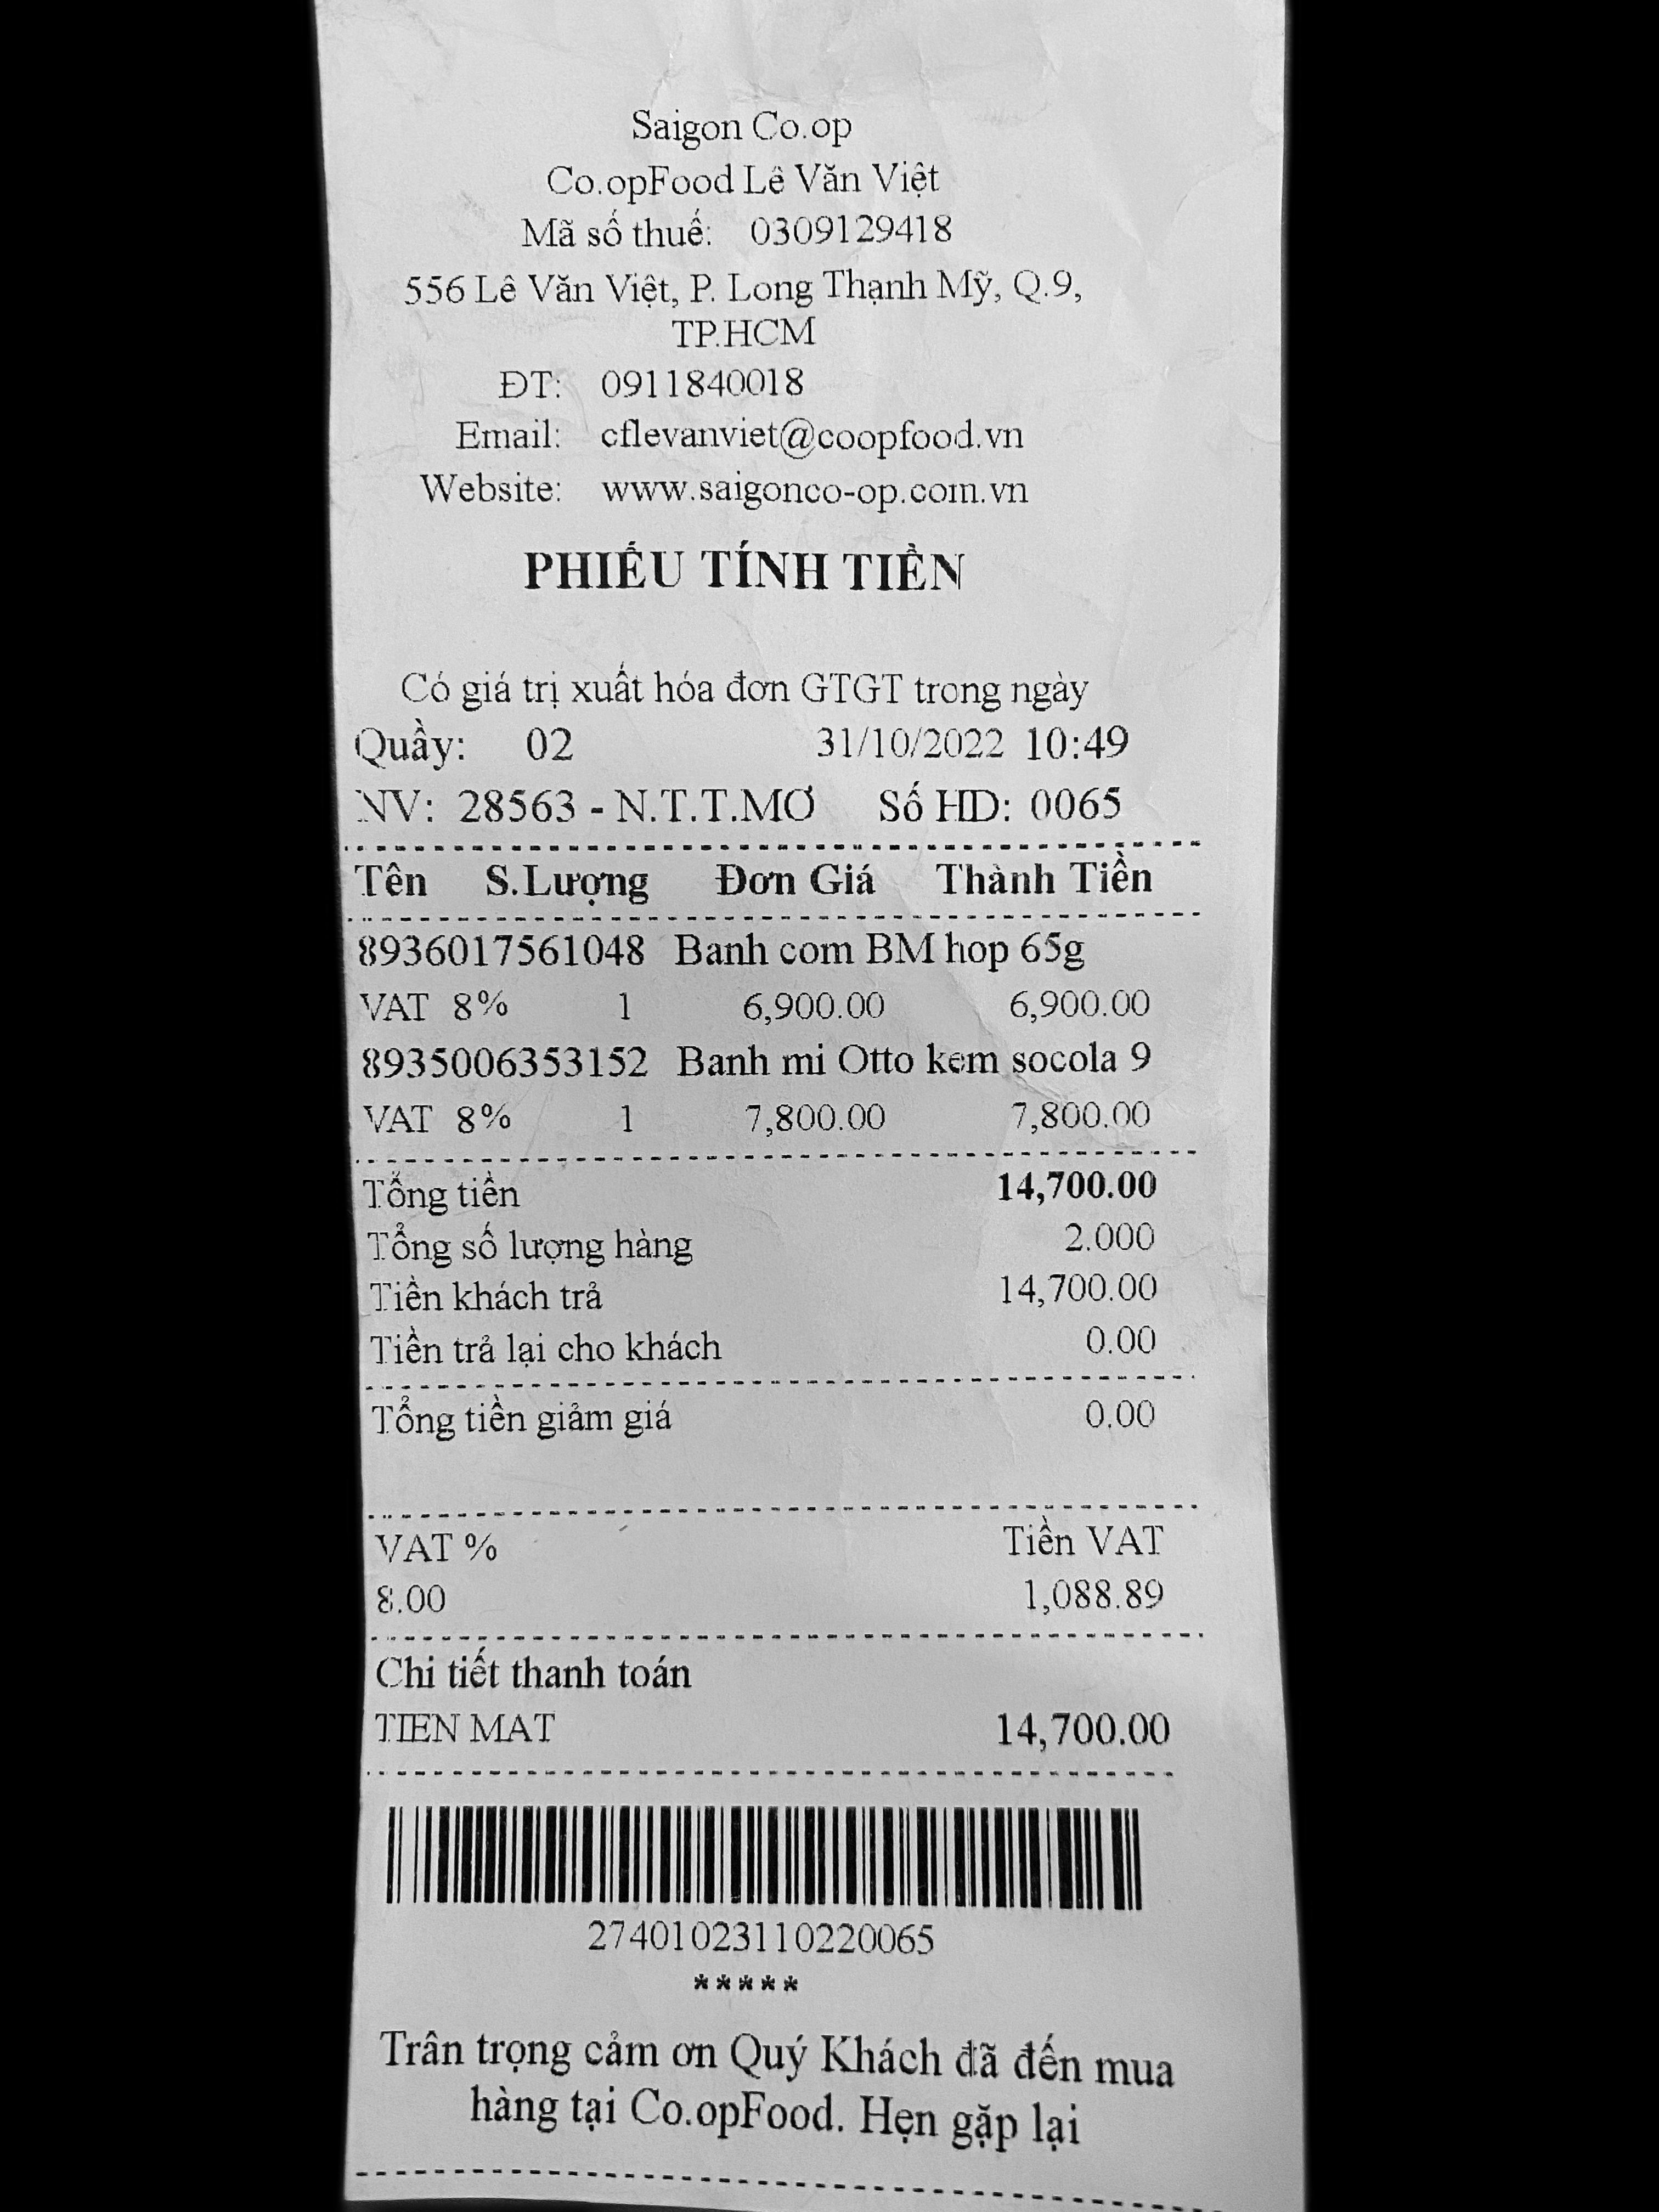 Saigon Co.op
Co.opFood Lê Văn Việt
Mã số thuế: 0309129418
556 Lê Văn Việt, P. Long Thạnh Mỹ, Q.9,
TP.HCM
ĐT: 0911840018
Email: cflevanviet@coopfood.vn
Website: www.saigonco-op.com.vn
PHIẾU TÍNH TIỀN
Có giá trị xuất hóa đơn GTGT trong ngày
Quầy: 02 31/10/2022 10:49
NV: 28563 - N.T.T.MƠ Số HD: 0065
Tên S.Lượng Đơn Giá Thành Tiền
8936017561048 Banh com BM hop 65g
VAT 8% 1 6,900.00 6,900.00
8935006353152 Banh mi Otto kem socola 9
VAT 8% 1 7,800.00 7,800.00
Tổng tiền 14,700.00
Tổng số lượng hàng 2.000
Tiền khách trả 14,700.00
Tiền trả lại cho khách 0.00
Tổng tiền giảm giá 0.00
VAT % Tiền VAT
8.00 1,088.89
Chi tiết thanh toán
TIEN MAT 14,700.00
27401023110220065
*****
Trân trọng cảm ơn Quý Khách đã đến mua
hàng tại Co.opFood. Hẹn gặp lại